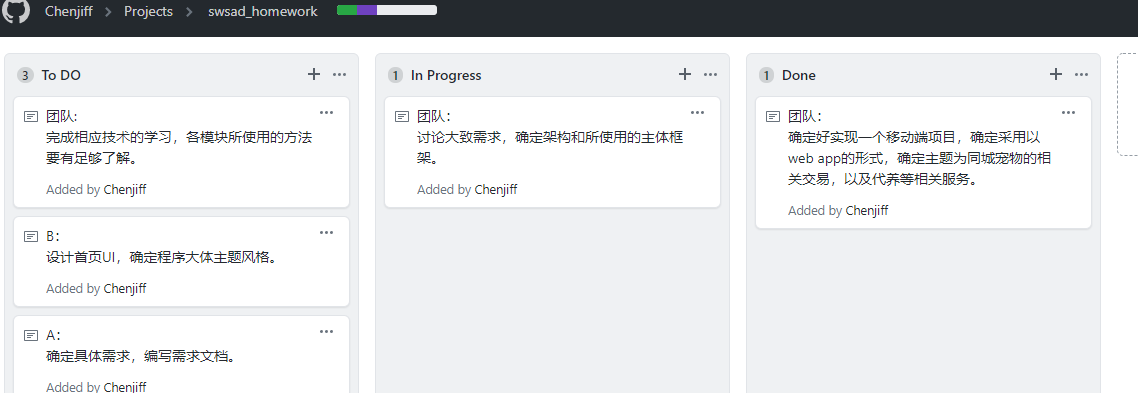 Chenjiff
Projects
swsad_homework
3 To DO
团队:
完成相应技术的学习，各模块所使用的方法
要有足够了解。
Added by Chenjiff
B：
设计首页UI，确定程序大体主题风格。
Added by Chenjiff
A：
确定具体需求，编写需求文档。
Added by Chenjiff
1 In Progress
团队：
讨论大致需求，确定架构和所使用的主体框
架。
Added by Chenjiff
1 Done
团队：
确定好实现一个移动端项目，确定采用以
web app的形式，确定主题为同城宠物的相
关交易，以及代养等相关服务。
Added by Chenjiff